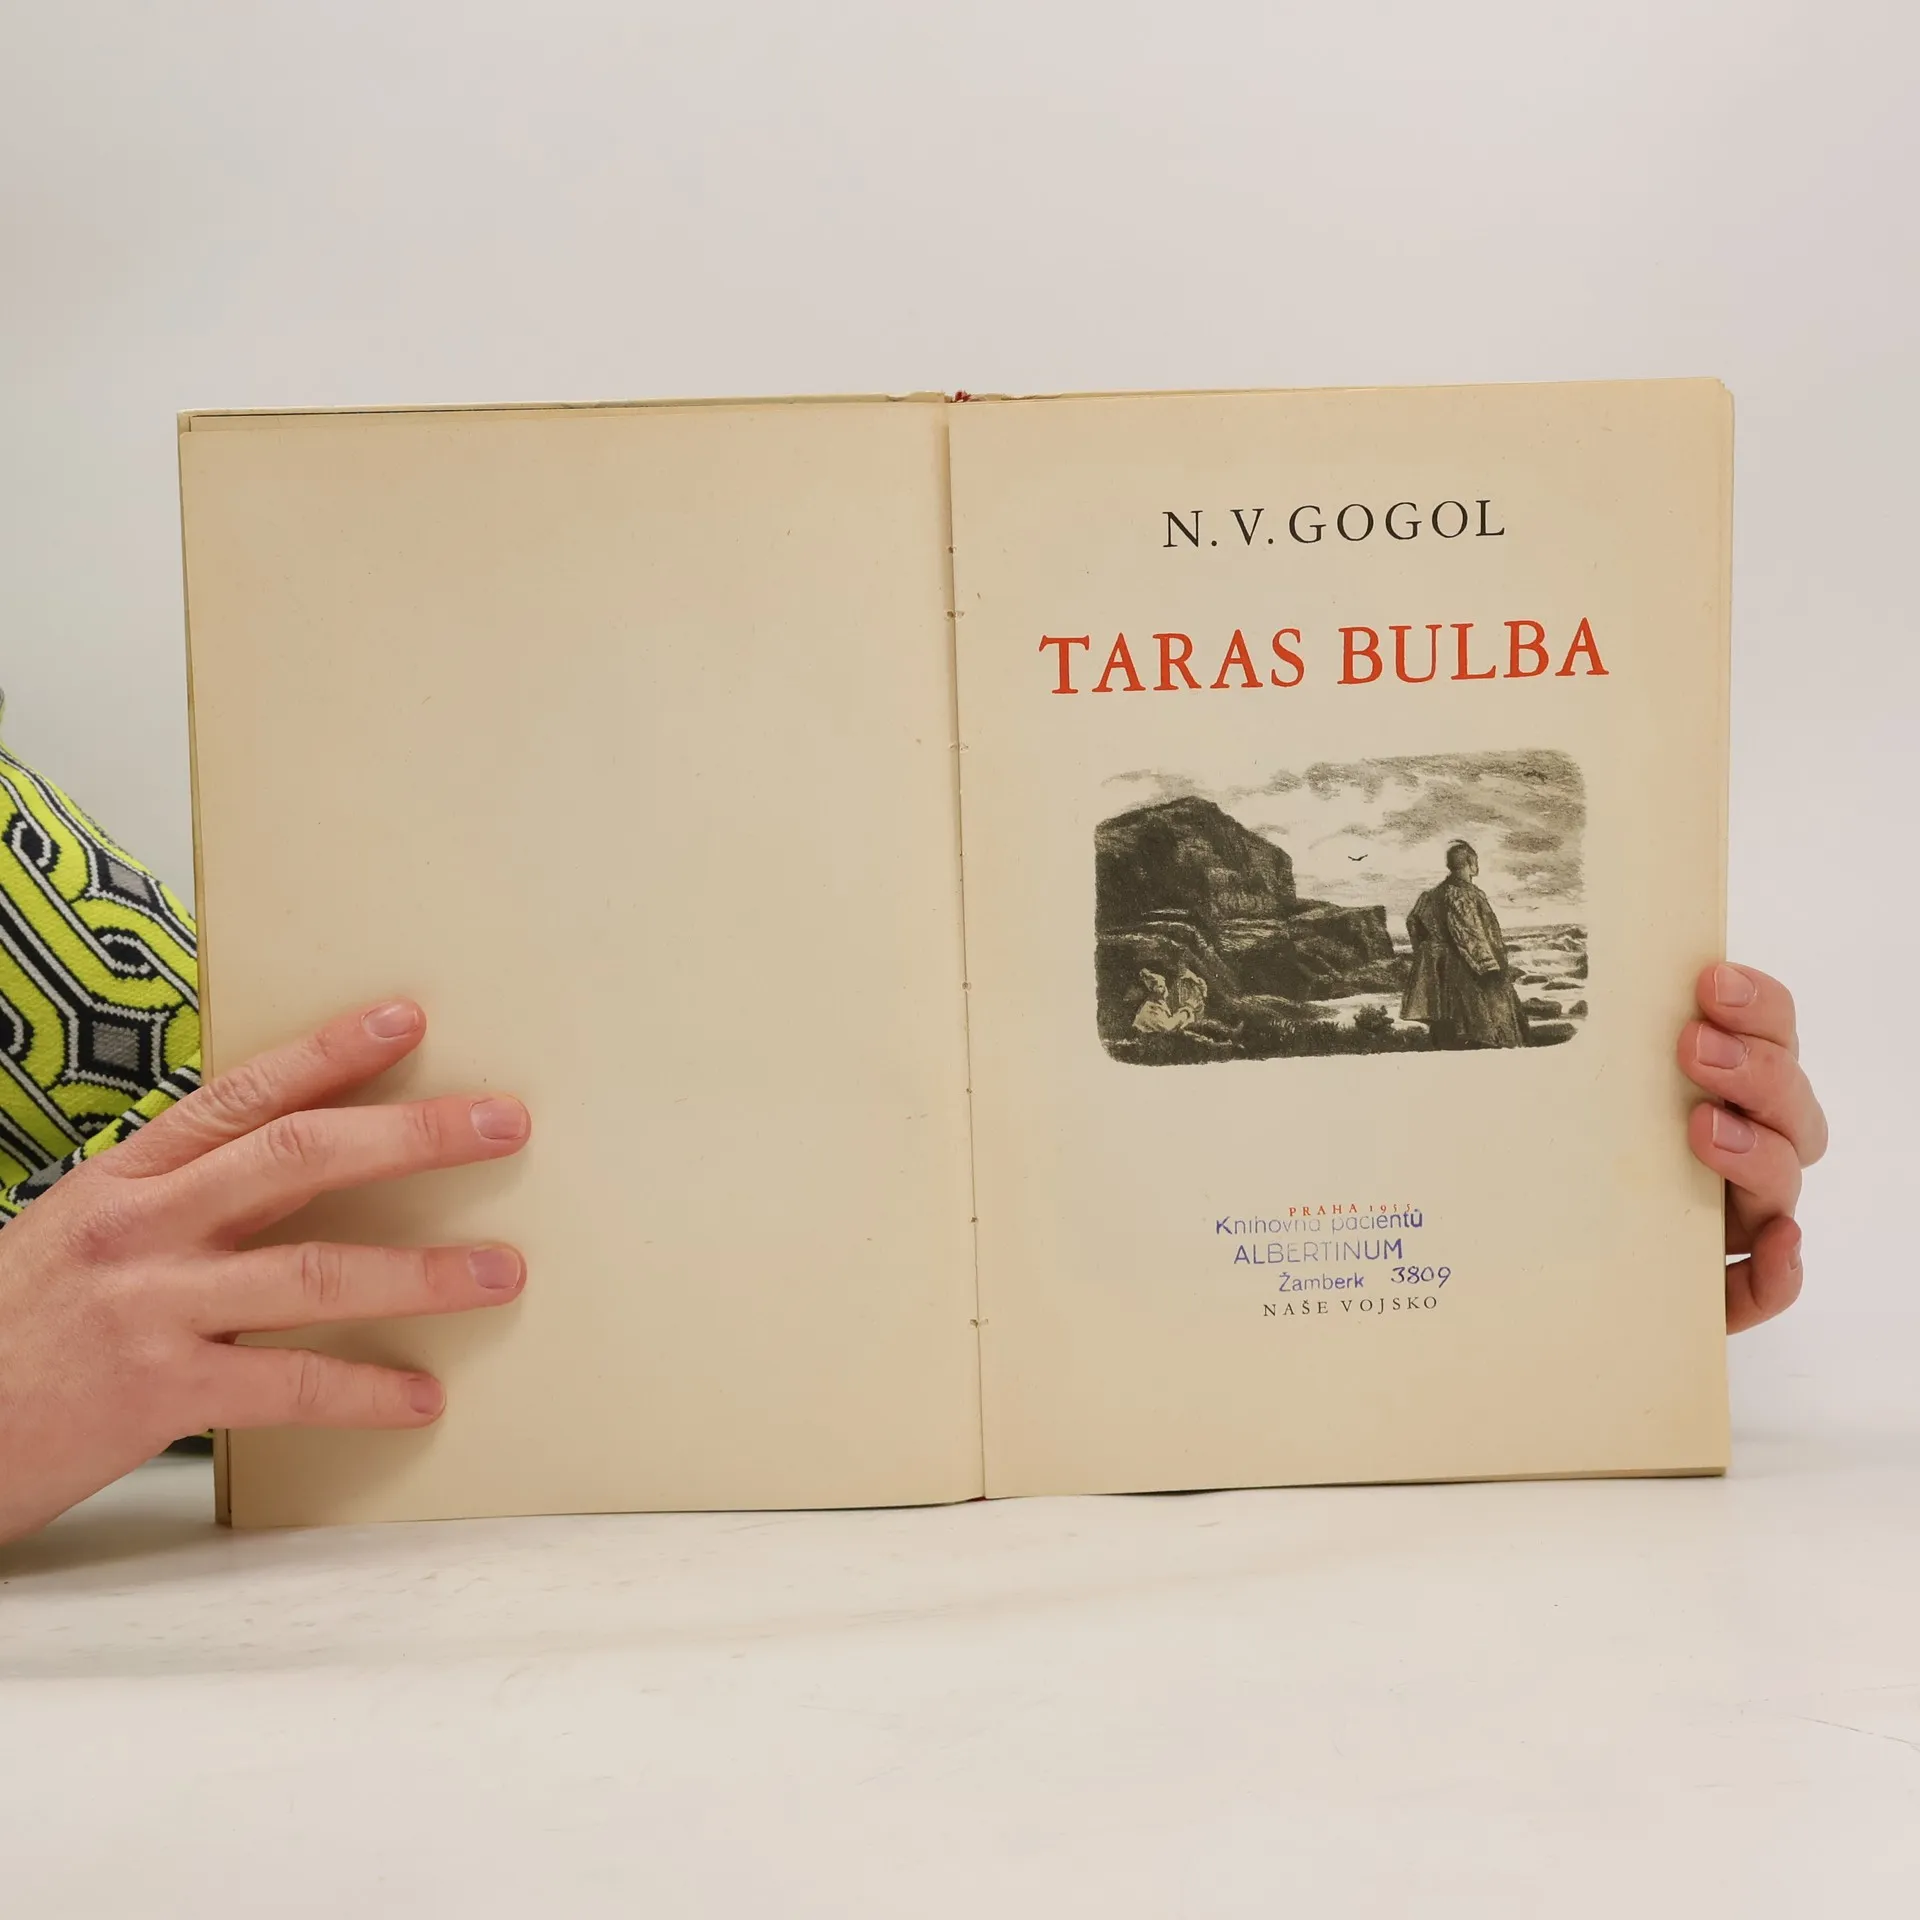 N. V. GOGOL
TARAS BULBA
PRAHA 1955
Knihovna pacientů
ALBERTINUM
Žamberk 3809
NAŠE VOJSKO